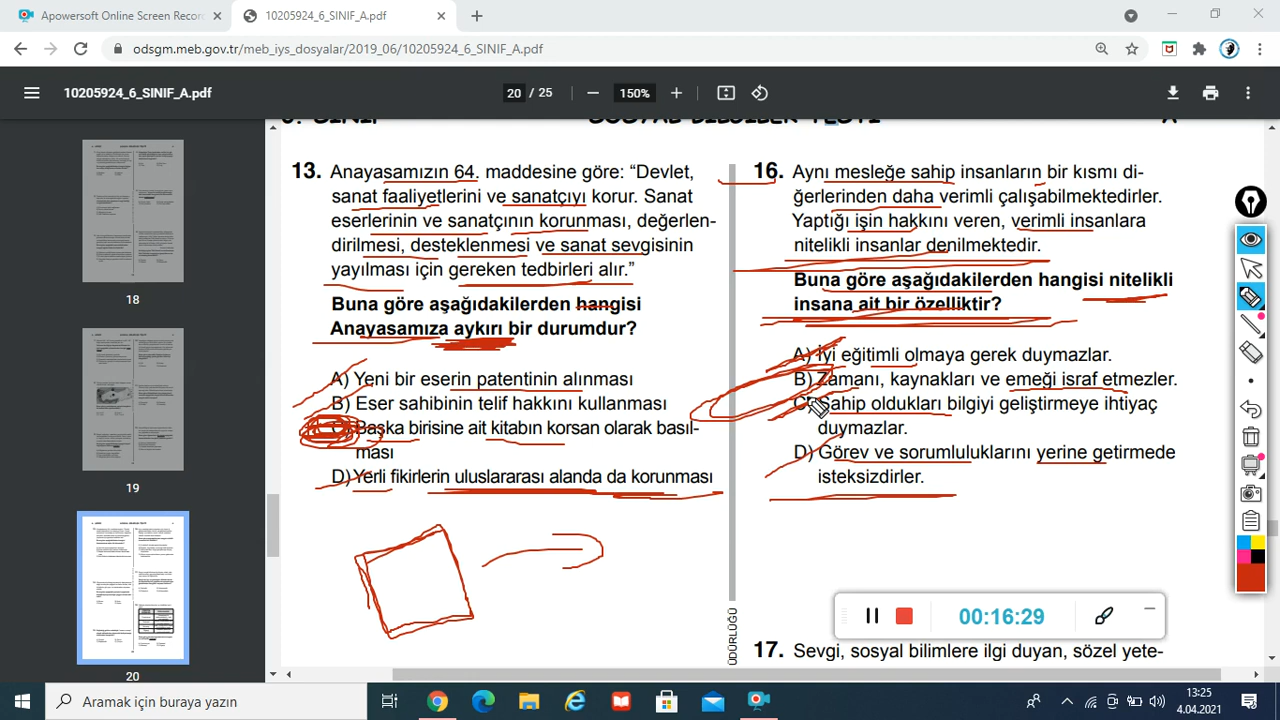 Apowersoft Online Screen Recor
10205924_6_SINIF_A.pdf
odsgm.meb.gov.tr/meb_iys_dosyalar/2019_06/10205924_6_SINIF_A.pdf
10205924_6_SINIF_A.pdf
20 / 25
150%
18
19
20
13. Anayasamızın 64. maddesine göre: “Devlet,
sanat faaliyetlerini ve sanatçıyı korur. Sanat
eserlerinin ve sanatçının korunması, değerlen-
dirilmesi, desteklenmesi ve sanat sevgisinin
yayılması için gereken tedbirleri alır.”
Buna göre aşağıdakilerden hangisi
Anayasamıza aykırı bir durumdur?
A) Yeni bir eserin patentinin alınması
B) Eser sahibinin telif hakkını kullanması
Başka birisine ait kitabın korsan olarak basıl-
ması
D) Yerli fikirlerin uluslararası alanda da korunması
ÜDÜRLÜĞÜ
16. Aynı mesleğe sahip insanların bir kısmı di-
ğerlerinden daha verimli çalışabilmektedirler.
Yaptığı işin hakkını veren, verimli insanlara
nitelikli insanlar denilmektedir.
Buna göre aşağıdakilerden hangisi nitelikli
insana ait bir özelliktir?
A) İyi eğitimli olmaya gerek duymazlar.
B) Zamanı, kaynakları ve emeği israf etmezler.
C) Sahip oldukları bilgiyi geliştirmeye ihtiyaç
duymazlar.
D) Görev ve sorumluluklarını yerine getirmede
isteksizdirler.
00:16:29
17. Sevgi, sosyal bilimlere ilgi duyan, sözel yete-
Aramak için buraya yazın
13:25
4.04.2021